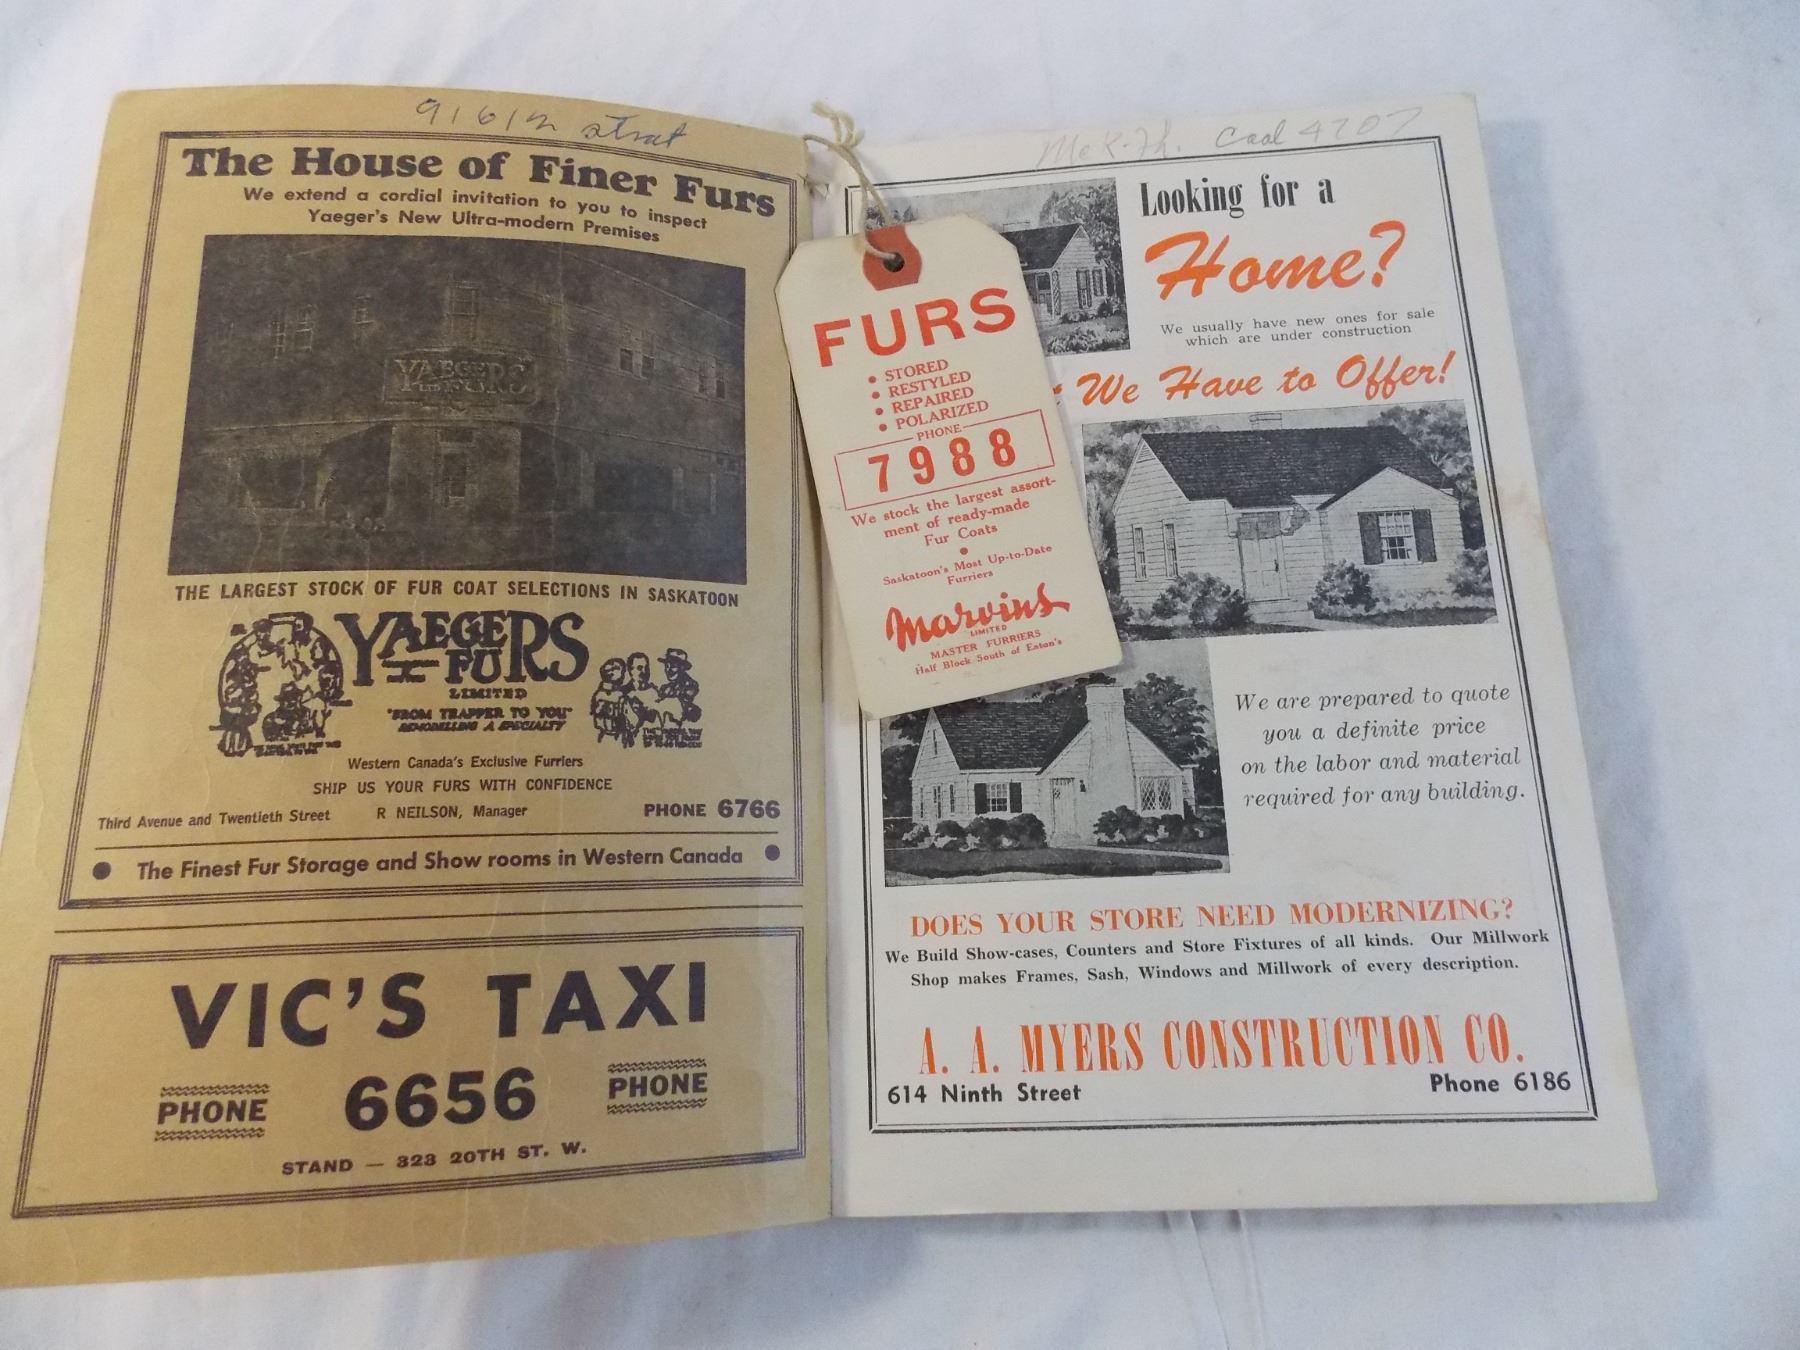 The House of Finer Furs
We extend a cordial invitation to you to inspect
Yaeger's New Ultra-modern Premises
YAEGERS
LTD FURS
THE LARGEST STOCK OF FUR COAT SELECTIONS IN SASKATOON
YAEGERS
FURS
LIMITED
"FROM TRAPPER TO YOU"
REMODELLING A SPECIALTY
Western Canada's Exclusive Furriers
SHIP US YOUR FURS WITH CONFIDENCE
Third Avenue and Twentieth Street R NEILSON, Manager PHONE 6766
• The Finest Fur Storage and Show rooms in Western Canada •
VIC'S TAXI
PHONE 6656 PHONE
STAND — 323 20TH ST. W.
FURS
• STORED
• RESTYLED
• REPAIRED
• POLARIZED
PHONE
7988
We stock the largest assort-
ment of ready-made
Fur Coats
•
Saskatoon's Most Up-to-Date
Furriers
Marvins
LIMITED
MASTER FURRIERS
Half Block South of Eaton's
Coal 4707
Looking for a
Home?
We usually have new ones for sale
which are under construction
We Have to Offer!
We are prepared to quote
you a definite price
on the labor and material
required for any building.
DOES YOUR STORE NEED MODERNIZING?
We Build Show-cases, Counters and Store Fixtures of all kinds. Our Millwork
Shop makes Frames, Sash, Windows and Millwork of every description.
A. A. MYERS CONSTRUCTION CO.
614 Ninth Street Phone 6186